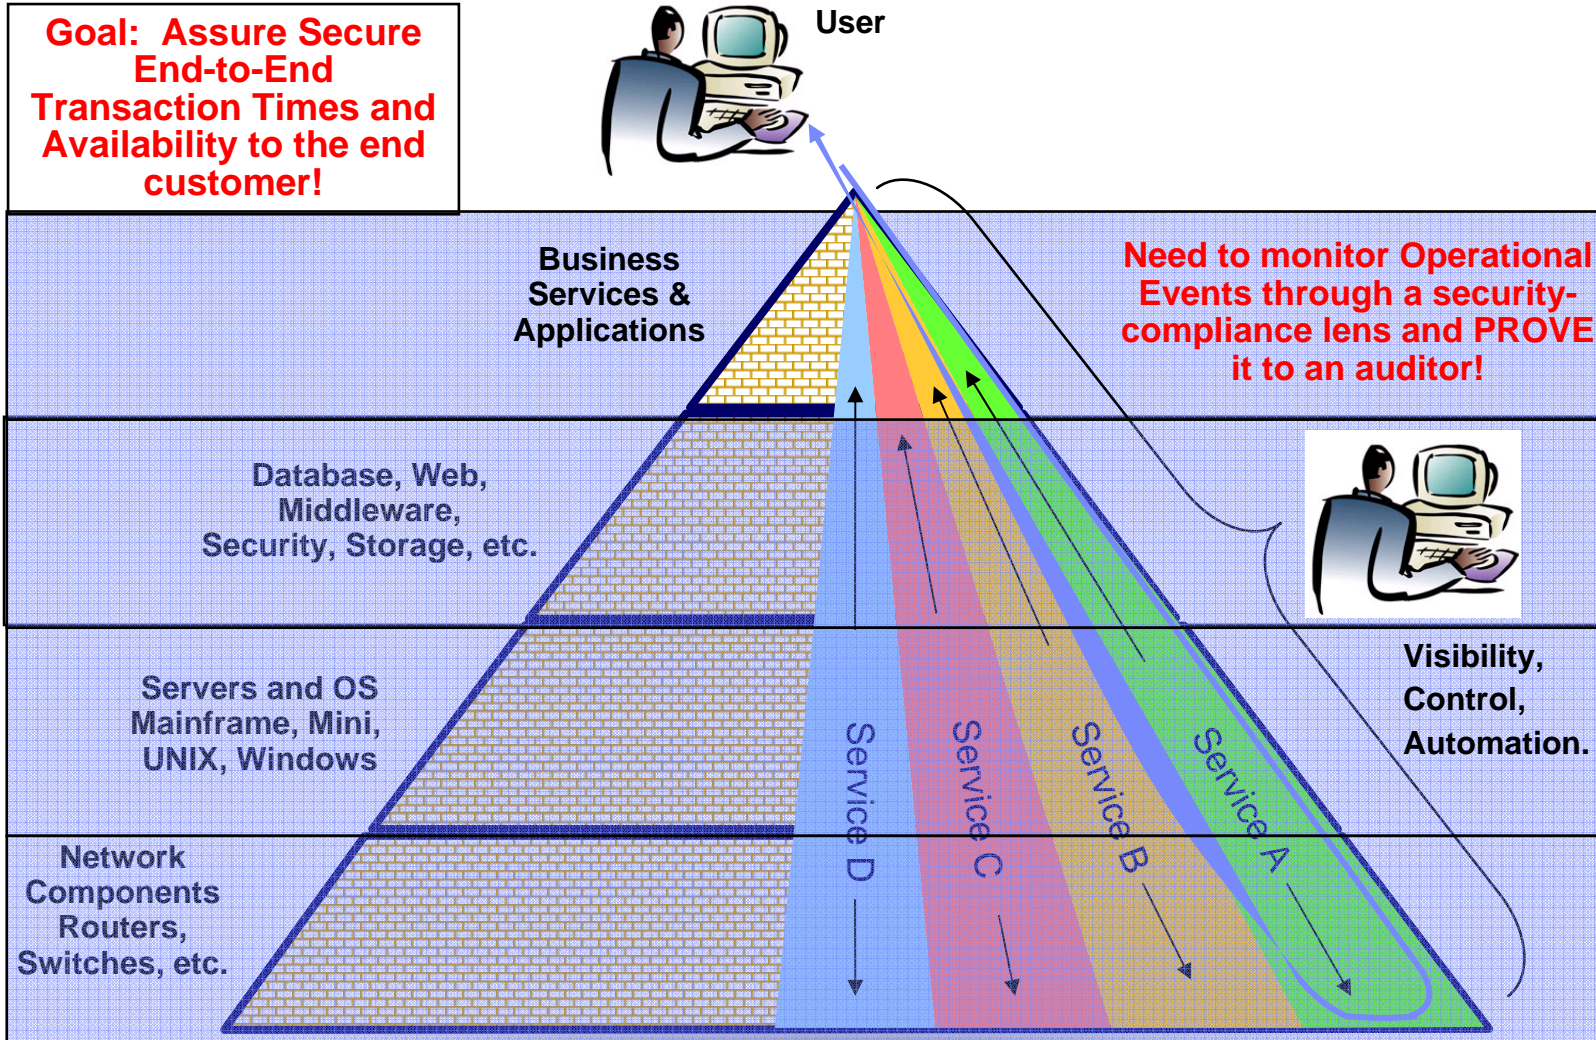 Goal: Assure Secure
End-to-End
Transaction Times and
Availability to the end
customer!
User
Business
Services &
Applications
Need to monitor Operational
Events through a security-
compliance lens and PROVE
it to an auditor!
Database, Web,
Middleware,
Security, Storage, etc.
Servers and OS
Mainframe, Mini,
UNIX, Windows
Visibility,
Control,
Automation.
Service D
Service C
Service B
Service A
Network
Components
Routers,
Switches, etc.